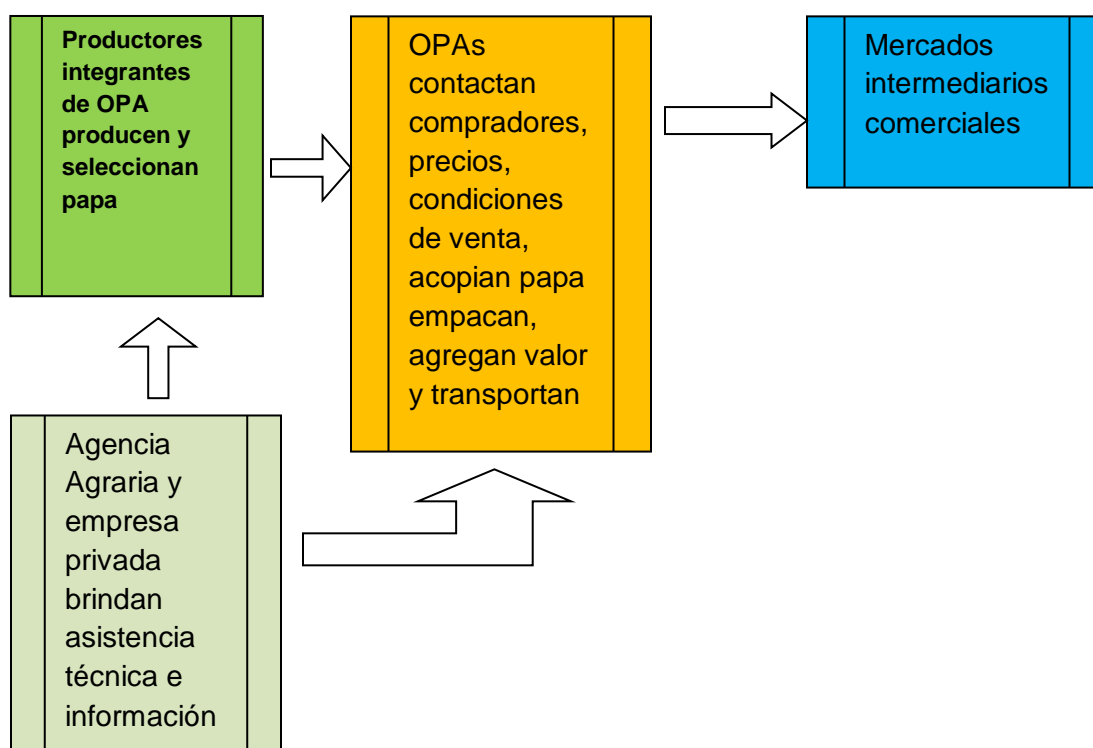 Productores
integrantes
de OPA
producen y
seleccionan
papa
OPAs
contactan
compradores,
precios,
condiciones
de venta,
acopian papa
empacan,
agregan valor
y transportan
Mercados
intermediarios
comerciales
Agencia
Agraria y
empresa
privada
brindan
asistencia
técnica e
información